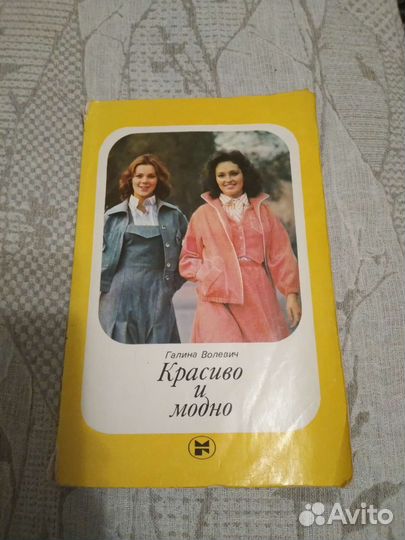 Галина Волевич
Красиво
и
модно
Avito